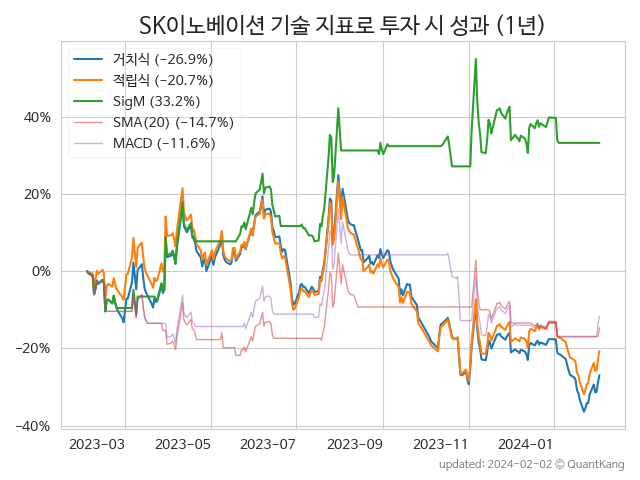 SK이노베이션 기술 지표로 투자 시 성과 (1년)
거치식 (−26.9%)
적립식 (−20.7%)
SigM (33.2%)
SMA(20) (−14.7%)
MACD (−11.6%)
40%
20%
0%
−20%
−40%
2023−03 2023−05 2023−07 2023−09 2023−11 2024−01
updated: 2024−02−02 © QuantKang